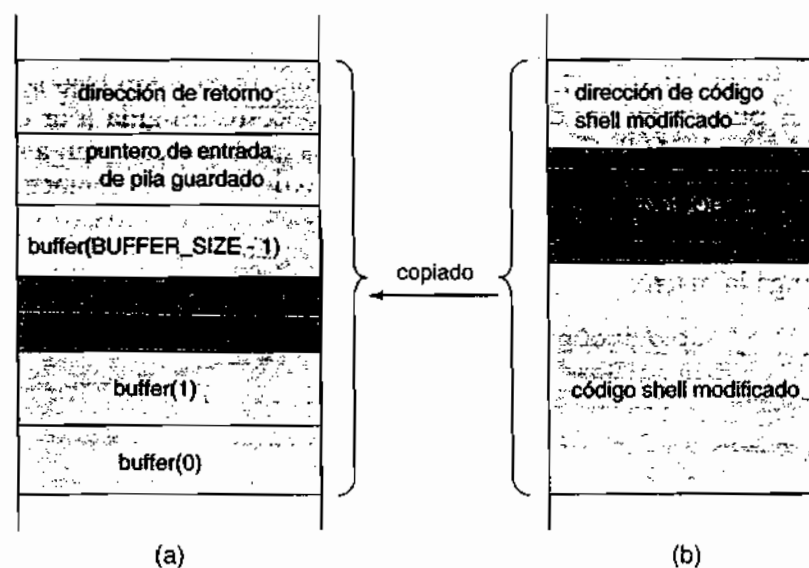 dirección de retorno
puntero de entrada
de pila guardado
buffer(BUFFER_SIZE - 1)
buffer(1)
buffer(0)
copiado
dirección de código
shell modificado
código shell modificado
(a)
(b)